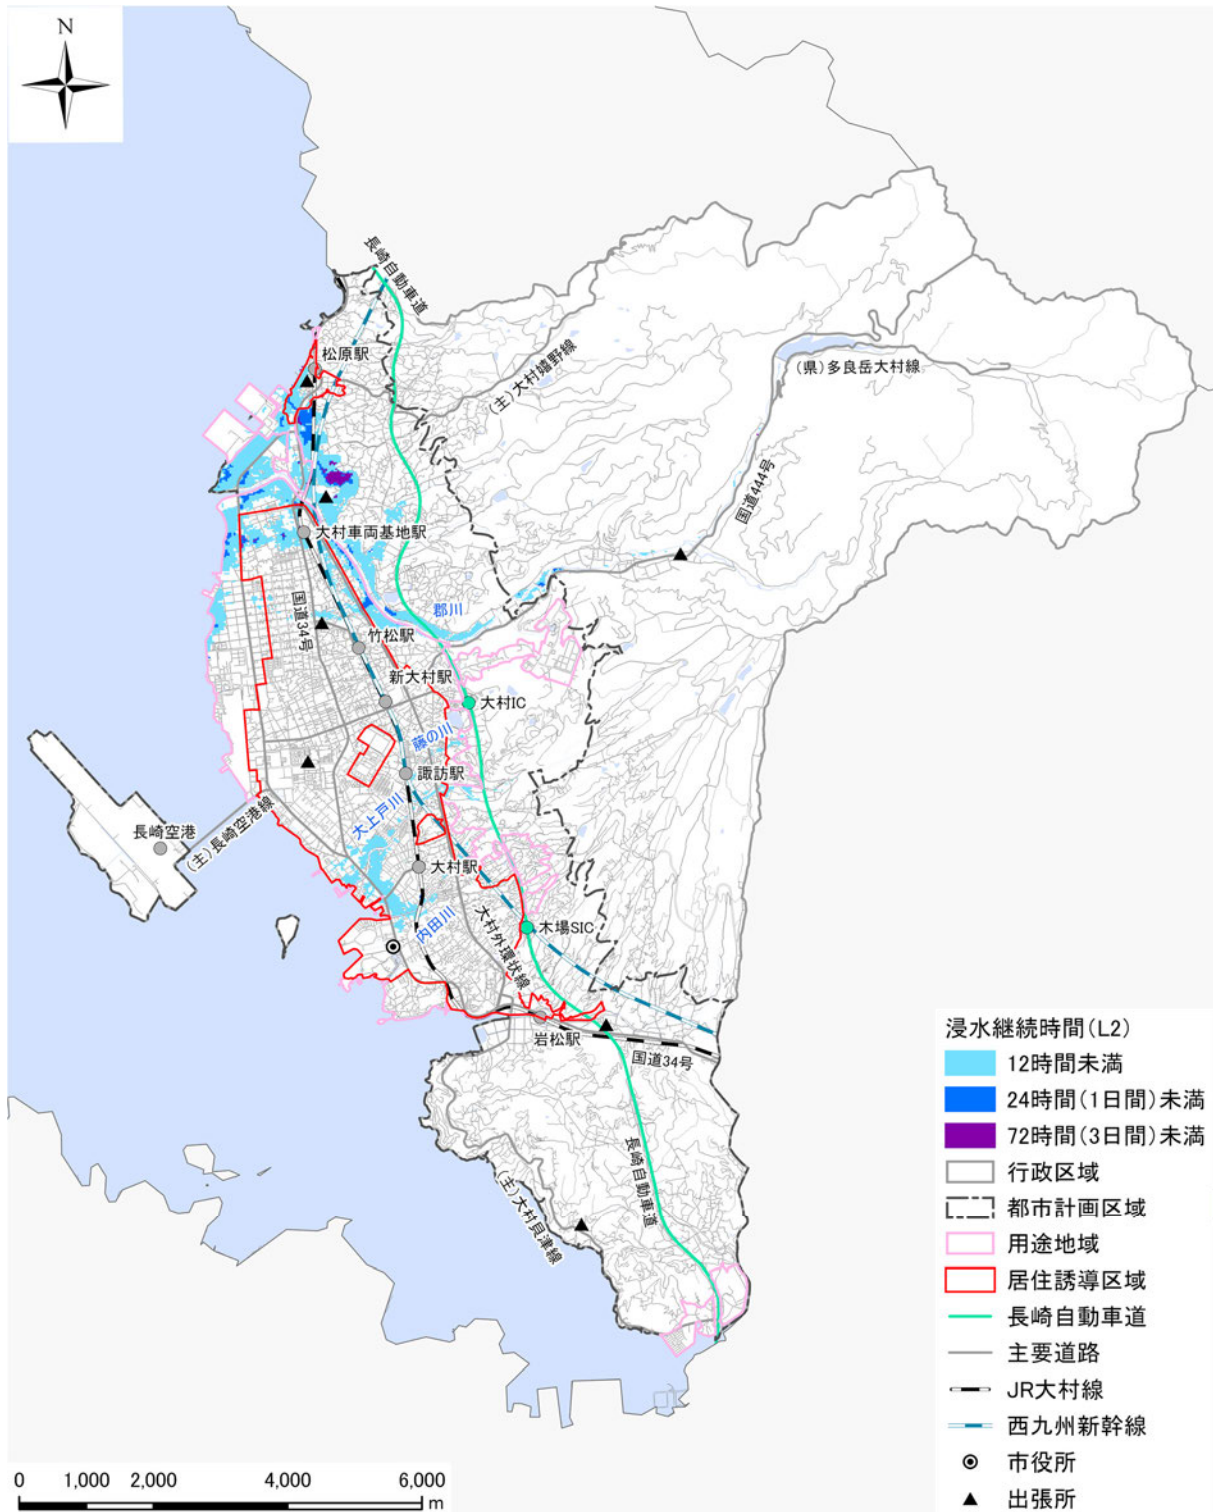 N
長崎自動車道
松原駅
(主)大村嬉野線
(県)多良岳大村線
国道444号
大村車両基地駅
国道34号
郡川
竹松駅
新大村駅
大村IC
藤の川
諏訪駅
大上戸川
長崎空港
(主)長崎空港線
大村駅
内田川
大村外環状線
木場SIC
岩松駅
国道34号
長崎自動車道
(主)大村貝津線
浸水継続時間(L2)
12時間未満
24時間(1日間)未満
72時間(3日間)未満
行政区域
都市計画区域
用途地域
居住誘導区域
長崎自動車道
主要道路
JR大村線
西九州新幹線
市役所
出張所
0 1,000 2,000 4,000 6,000
m